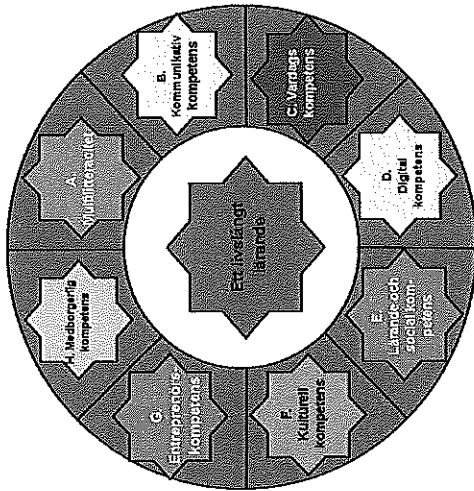 Ett livslångt
lärande
A.
Multilitteracitet
B.
Kommunikativ
kompetens
C. Vardags
kompetens
D.
Digital
kompetens
E.
Lärande och
social kom-
petens
F.
Kulturell
kompetens
G.
Entreprenörs-
kompetens
H. Medborgerlig
kompetens